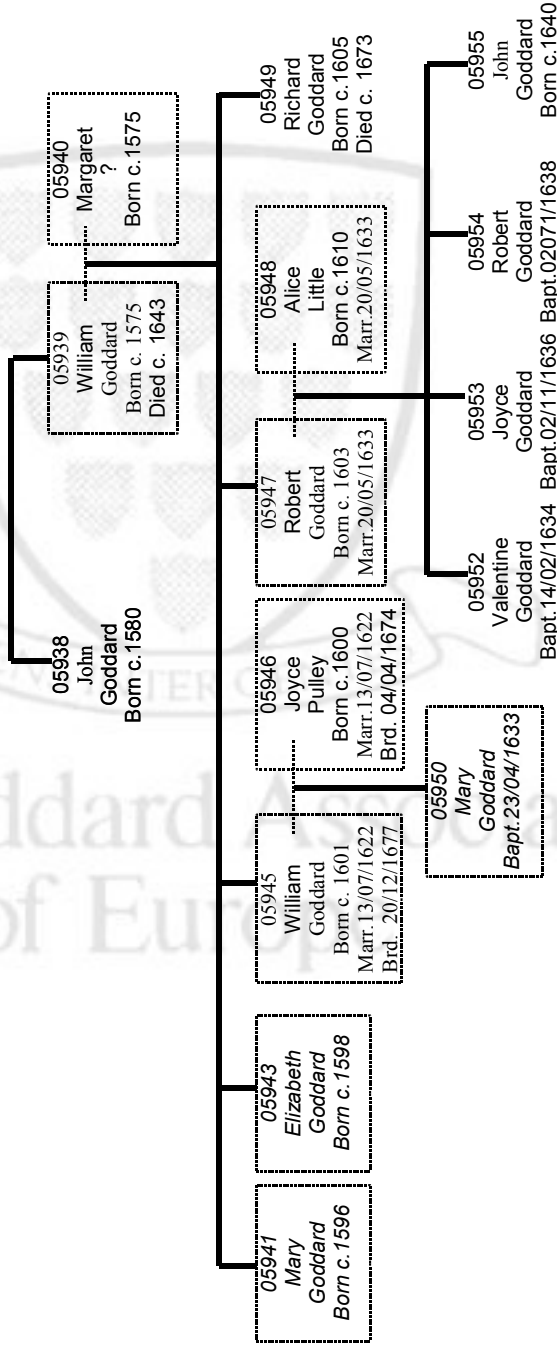 05938
John
Goddard
Born c.1580
05939
William
Goddard
Born c. 1575
Died c. 1643
05940
Margaret
?
Born c.1575
05941
Mary
Goddard
Born c.1596
05943
Elizabeth
Goddard
Born c.1598
05945
William
Goddard
Born c. 1601
Marr.13/07/1622
Brd. 20/12/1677
05946
Joyce
Pulley
Born c.1600
Marr.13/07/1622
Brd. 04/04/1674
05947
Robert
Goddard
Born c. 1603
Marr.20/05/1633
05948
Alice
Little
Born c.1610
Marr.20/05/1633
05949
Richard
Goddard
Born c.1605
Died c. 1673
05950
Mary
Goddard
Bapt.23/04/1633
05952
Valentine
Goddard
Bapt.14/02/1634
05953
Joyce
Goddard
Bapt.02/11/1636
05954
Robert
Goddard
Bapt.02071/1638
05955
John
Goddard
Born c.1640
ddard Associa
of Europe